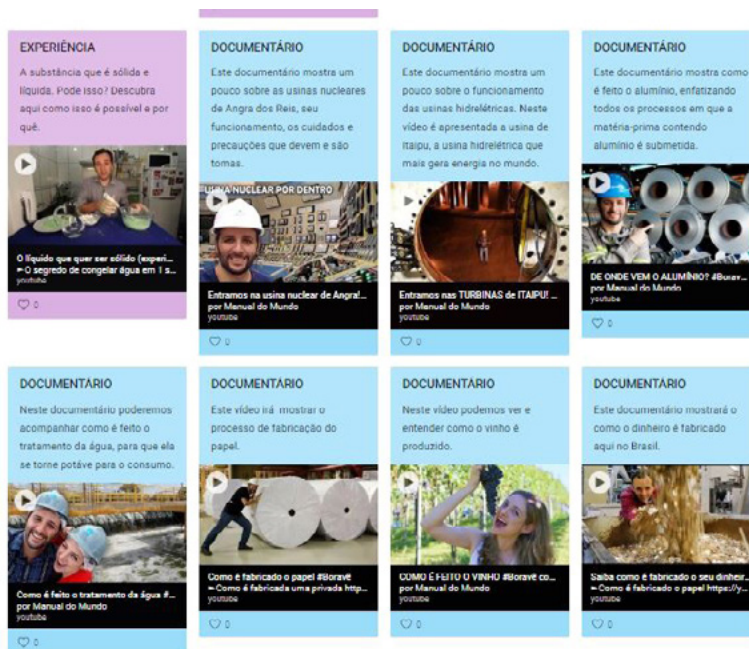 EXPERIÊNCIA
A substância que é sólida e
líquida. Pode isso? Descubra
aqui como isso é possível e por
quê.
O líquido que quer ser sólido (experi...
►O segredo de congelar água em 1 s...
youtube
0
DOCUMENTÁRIO
Este documentário mostra um
pouco sobre as usinas nucleares
de Angra dos Reis, seu
funcionamento, os cuidados e
precauções que devem e são
tomas.
USINA NUCLEAR POR DENTRO
Entramos na usina nuclear de Angra!...
por Manual do Mundo
youtube
0
DOCUMENTÁRIO
Este documentário mostra um
pouco sobre o funcionamento
das usinas hidrelétricas. Neste
vídeo é apresentada a usina de
Itaipu, a usina hidrelétrica que
mais gera energia no mundo.
Entramos nas TURBINAS de ITAIPU! ...
por Manual do Mundo
youtube
0
DOCUMENTÁRIO
Este documentário mostra como
é feito o alumínio, enfatizando
todos os processos em que a
matéria-prima contendo
alumínio é submetida.
DE ONDE VEM O ALUMÍNIO? #Borav...
por Manual do Mundo
youtube
0
DOCUMENTÁRIO
Neste documentário poderemos
acompanhar como é feito o
tratamento da água, para que ela
se torne potáve para o consumo.
Como é feito o tratamento da água #...
por Manual do Mundo
youtube
0
DOCUMENTÁRIO
Este vídeo irá mostrar o
processo de fabricação do
papel.
Como é fabricado o papel #Boravê
►Como é fabricada uma privada http...
youtube
0
DOCUMENTÁRIO
Neste vídeo podemos ver e
entender como o vinho é
produzido.
COMO É FEITO O VINHO #Boravê co...
por Manual do Mundo
youtube
0
DOCUMENTÁRIO
Este documentário mostrará o
como o dinheiro é fabricado
aqui no Brasil.
Saiba como é fabricado o seu dinheir...
►Como é fabricado o papel https://y...
youtube
0